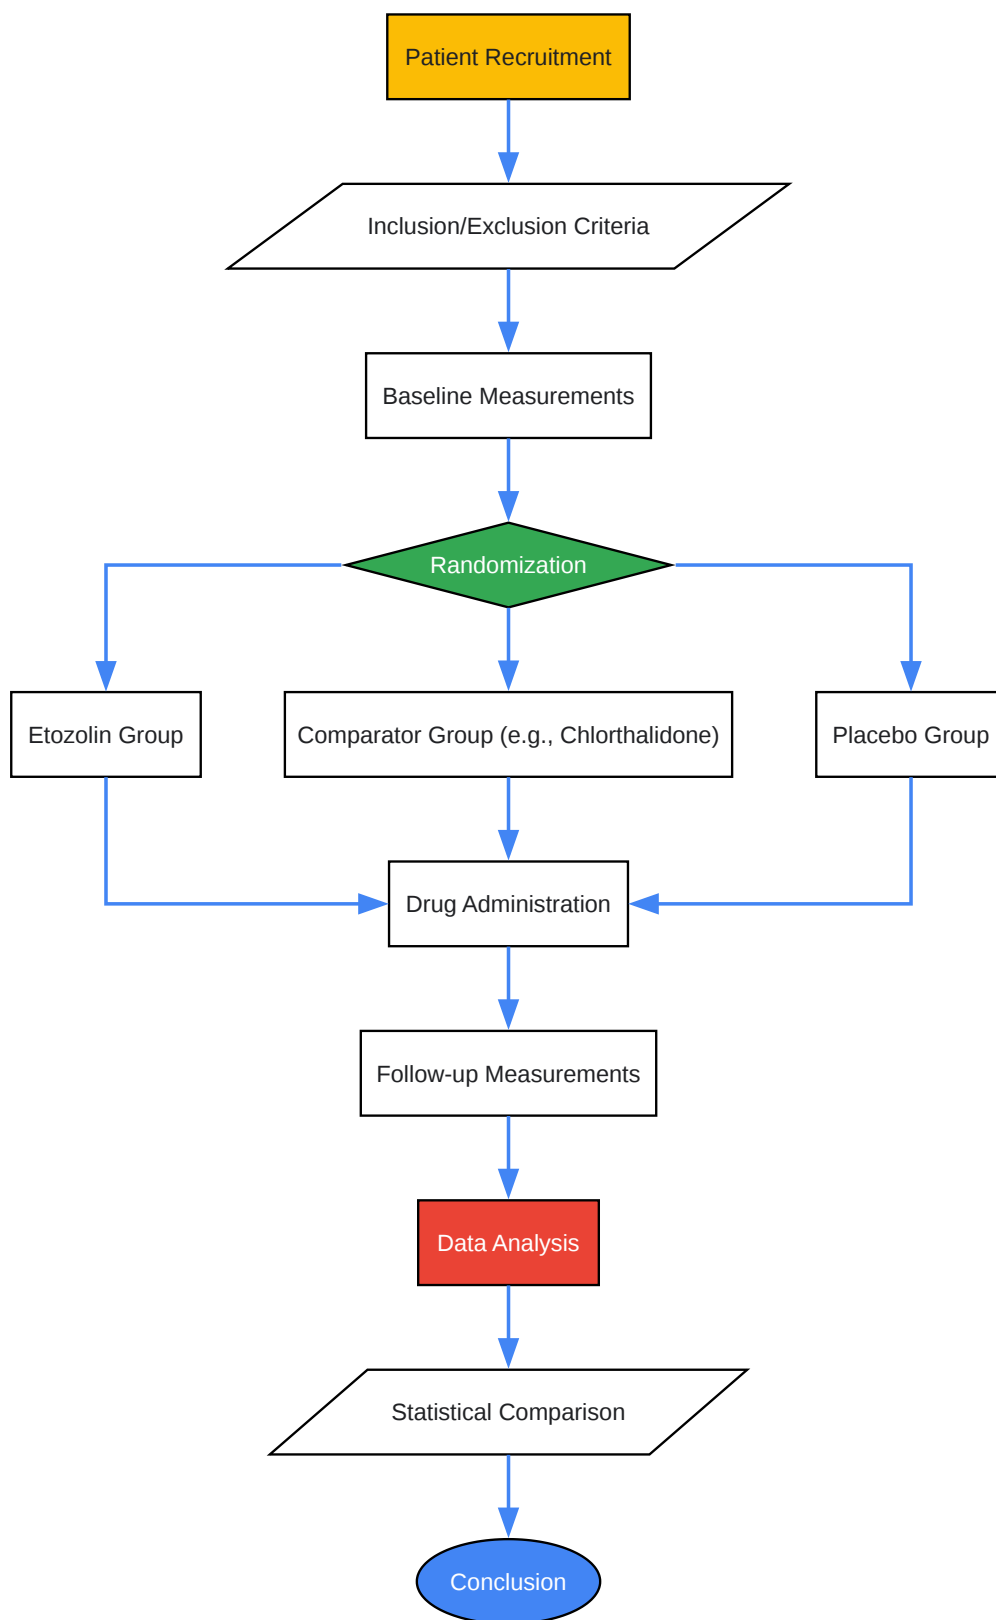 Patient Recruitment
Inclusion/Exclusion Criteria
Baseline Measurements
Randomization
Etozolin Group
Comparator Group (e.g., Chlorthalidone)
Placebo Group
Drug Administration
Follow-up Measurements
Data Analysis
Statistical Comparison
Conclusion